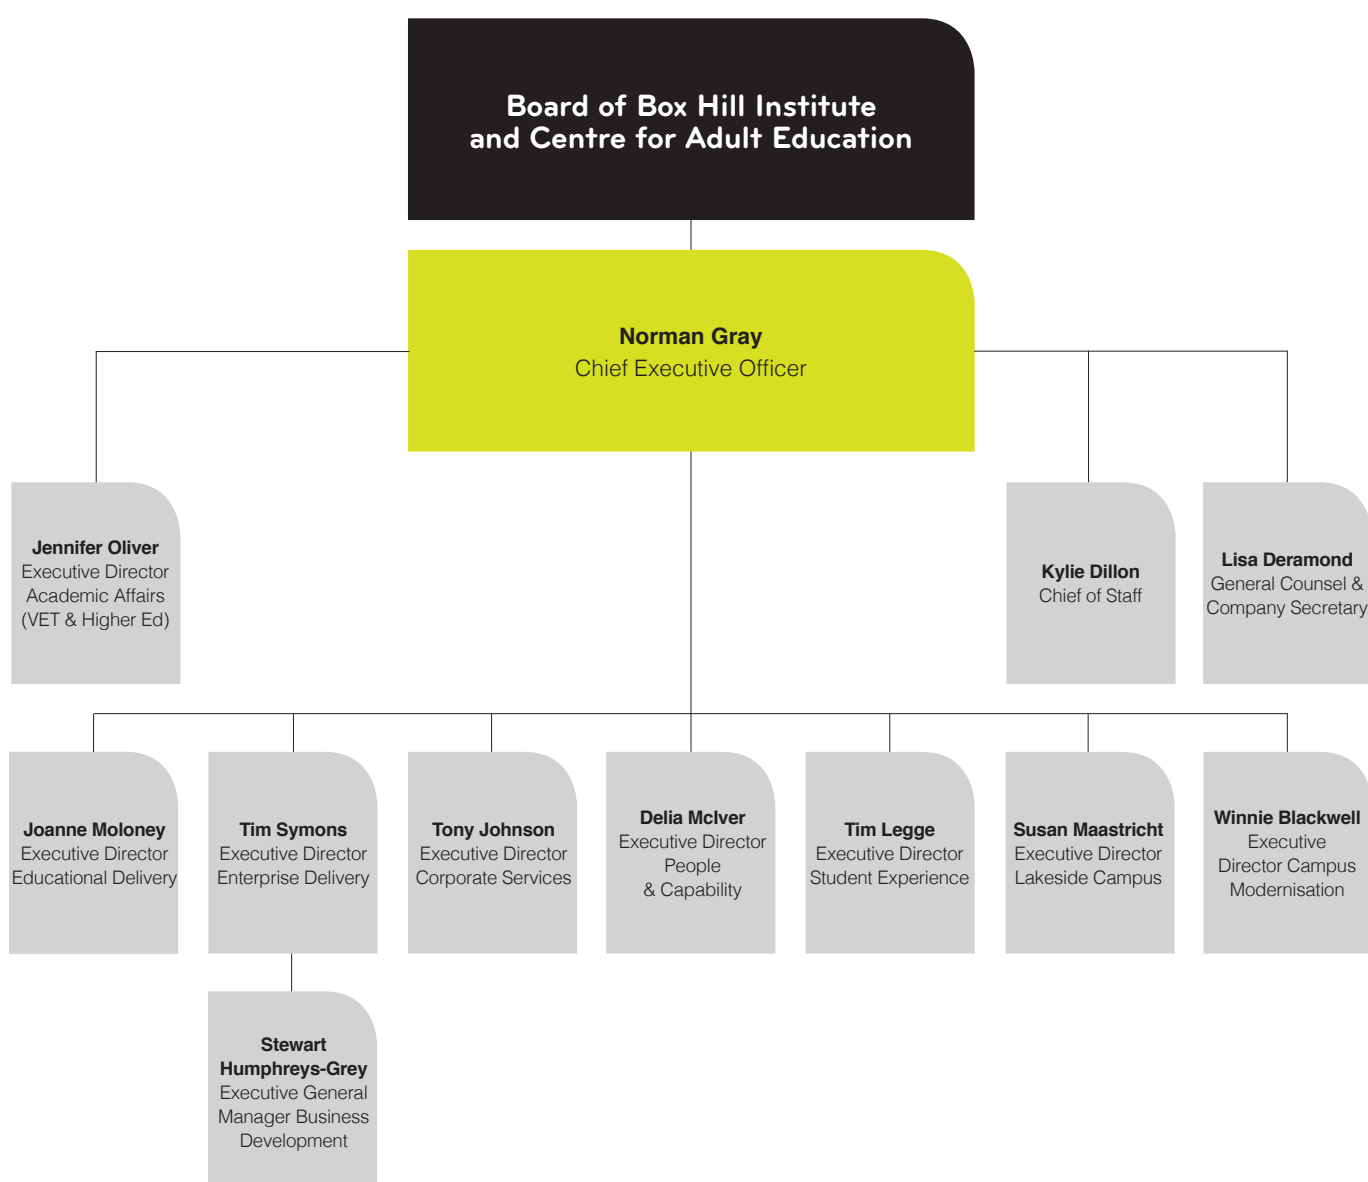 Board of Box Hill Institute
and Centre for Adult Education
Norman Gray
Chief Executive Officer
Jennifer Oliver
Executive Director
Academic Affairs
(VET & Higher Ed)
Kylie Dillon
Chief of Staff
Lisa Deramond
General Counsel &
Company Secretary
Joanne Moloney
Executive Director
Educational Delivery
Tim Symons
Executive Director
Enterprise Delivery
Tony Johnson
Executive Director
Corporate Services
Delia McIver
Executive Director
People
& Capability
Tim Legge
Executive Director
Student Experience
Susan Maastricht
Executive Director
Lakeside Campus
Winnie Blackwell
Executive
Director Campus
Modernisation
Stewart
Humphreys-Grey
Executive General
Manager Business
Development